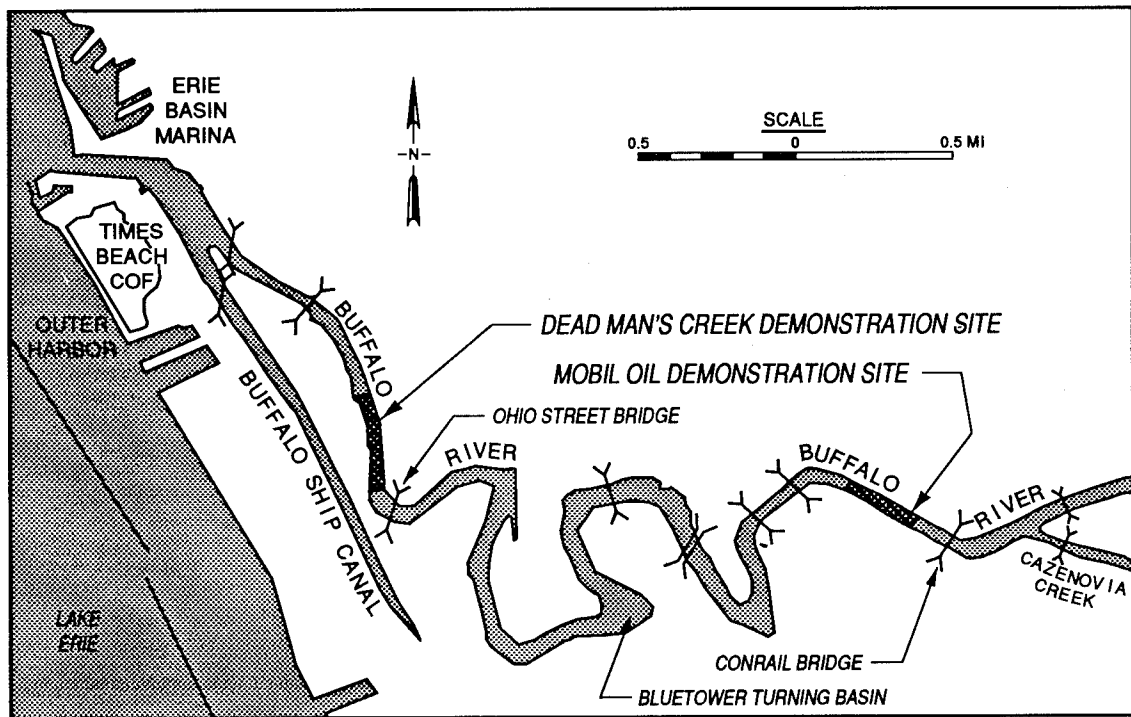 ERIE
BASIN
MARINA
-N-
SCALE
0.5 0 0.5 MI
TIMES
BEACH
COF
OUTER
HARBOR
BUFFALO
DEAD MAN'S CREEK DEMONSTRATION SITE
MOBIL OIL DEMONSTRATION SITE
OHIO STREET BRIDGE
BUFFALO SHIP CANAL
RIVER
BUFFALO
RIVER
CAZENOVIA
CREEK
LAKE
ERIE
CONRAIL BRIDGE
BLUETOWER TURNING BASIN